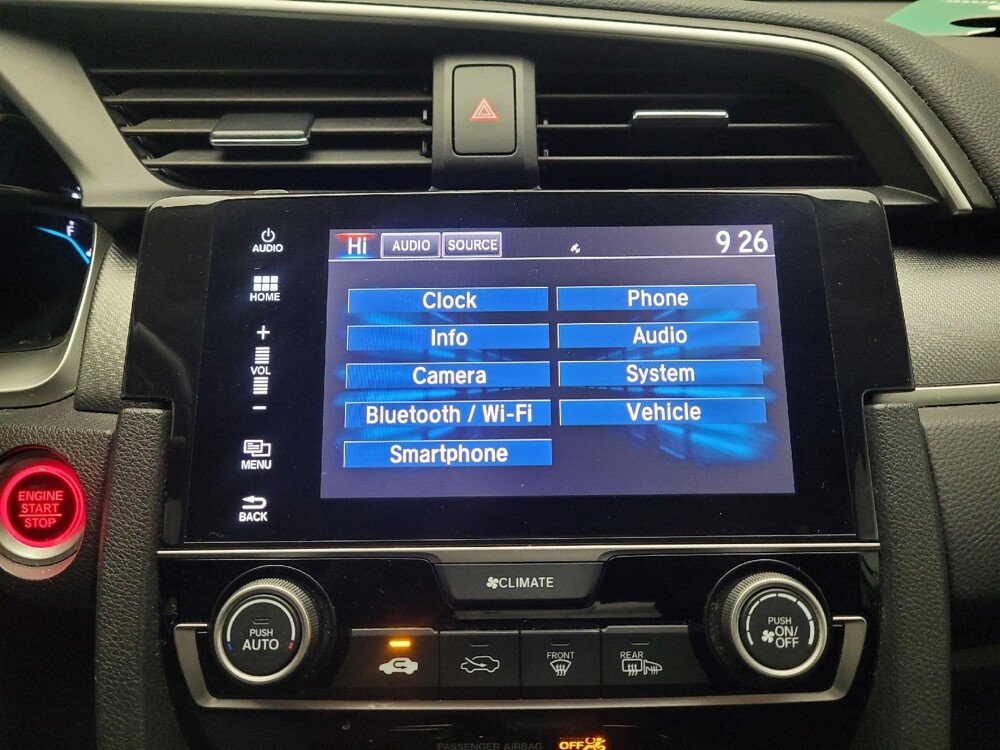 F
AUDIO
HOME
+
VOL
−
MENU
BACK
Hi AUDIO SOURCE 9 26
Clock Phone
Info Audio
Camera System
Bluetooth / Wi-Fi Vehicle
Smartphone
ENGINE
START
STOP
CLIMATE
PUSH
AUTO
FRONT
REAR
PUSH
ON/
OFF
PASSENGER AIRBAG OFF